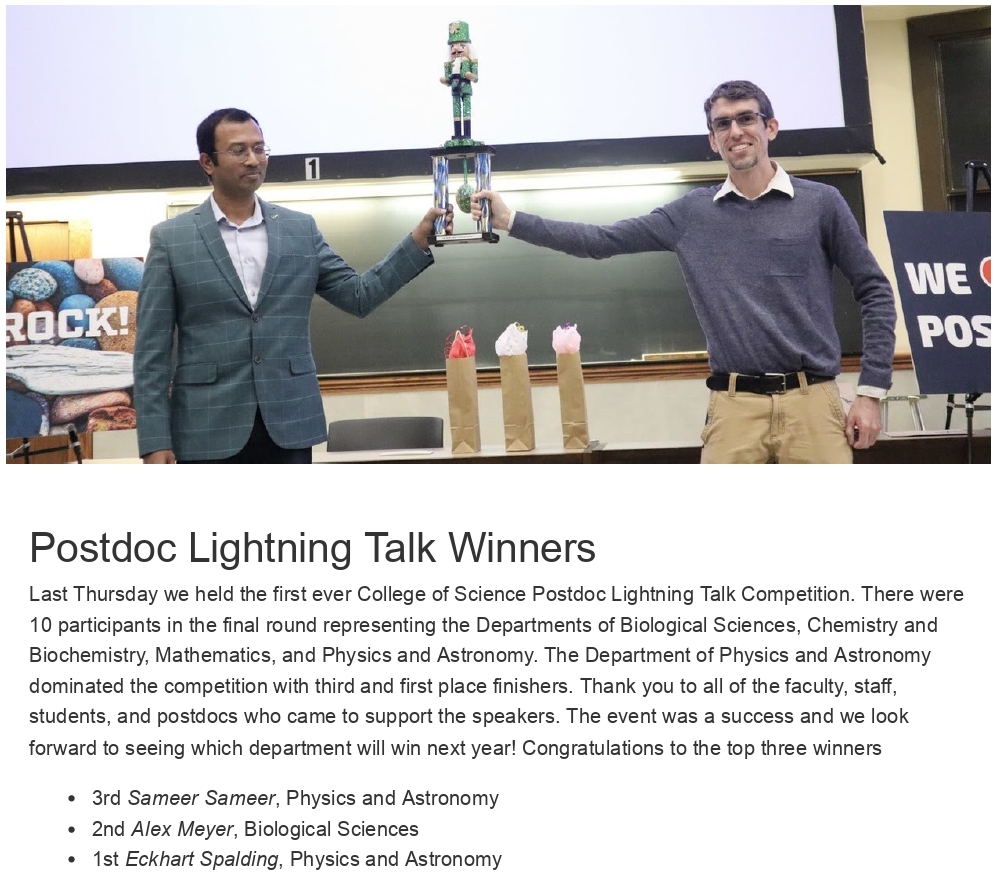 1
ROCK!
WE
POS
Postdoc Lightning Talk Winners
Last Thursday we held the first ever College of Science Postdoc Lightning Talk Competition. There were
10 participants in the final round representing the Departments of Biological Sciences, Chemistry and
Biochemistry, Mathematics, and Physics and Astronomy. The Department of Physics and Astronomy
dominated the competition with third and first place finishers. Thank you to all of the faculty, staff,
students, and postdocs who came to support the speakers. The event was a success and we look
forward to seeing which department will win next year! Congratulations to the top three winners
• 3rd Sameer Sameer, Physics and Astronomy
• 2nd Alex Meyer, Biological Sciences
• 1st Eckhart Spalding, Physics and Astronomy